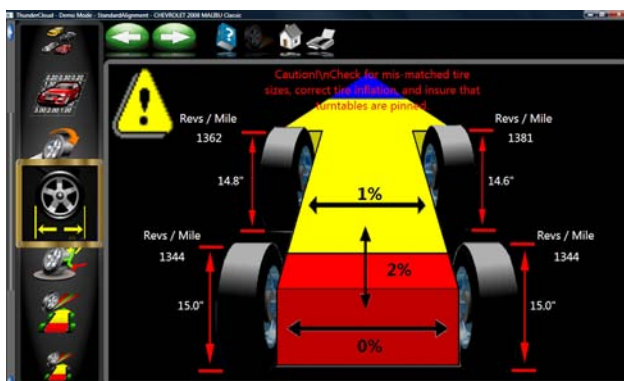 ThunderCloud - Demo Mode - StandardAlignment - CHEVROLET 2008 MALIBU Classic
Caution!\nCheck for mis-matched tire
sizes, correct tire inflation, and insure that
turntables are pinned.
Revs / Mile
1362
Revs / Mile
1381
14.8"
14.6"
1%
Revs / Mile
1344
Revs / Mile
1344
2%
15.0"
15.0"
0%